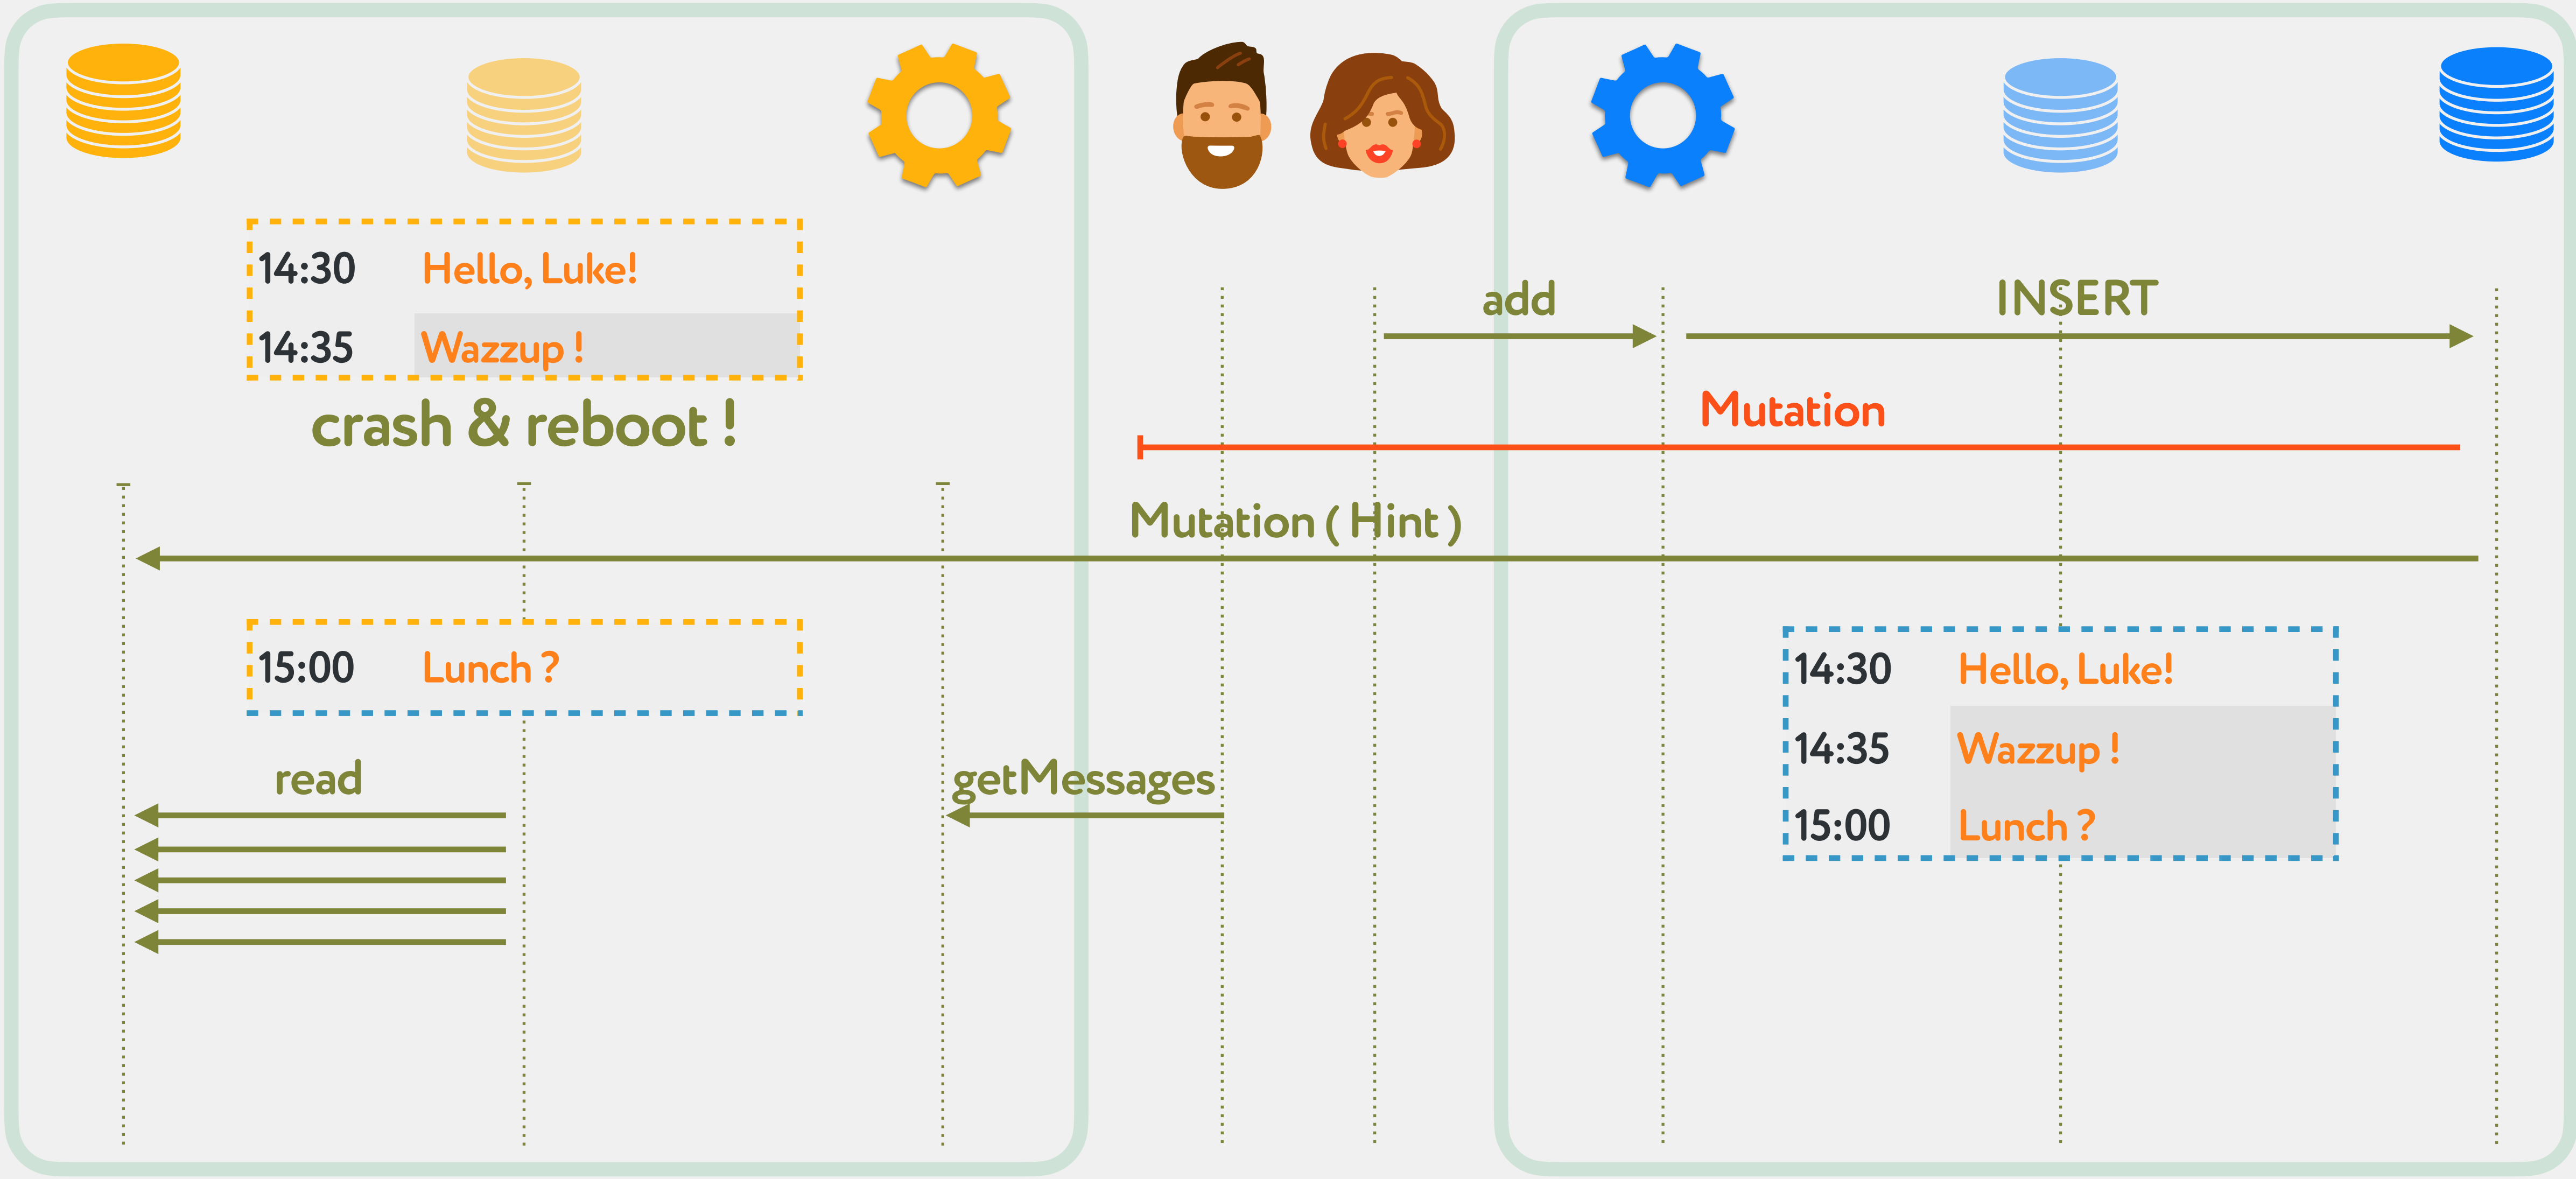 14:30 Hello, Luke!
14:35 Wazzup !
crash & reboot !
add
INSERT
Mutation
Mutation ( Hint )
15:00 Lunch ?
read
getMessages
14:30 Hello, Luke!
14:35 Wazzup !
15:00 Lunch ?